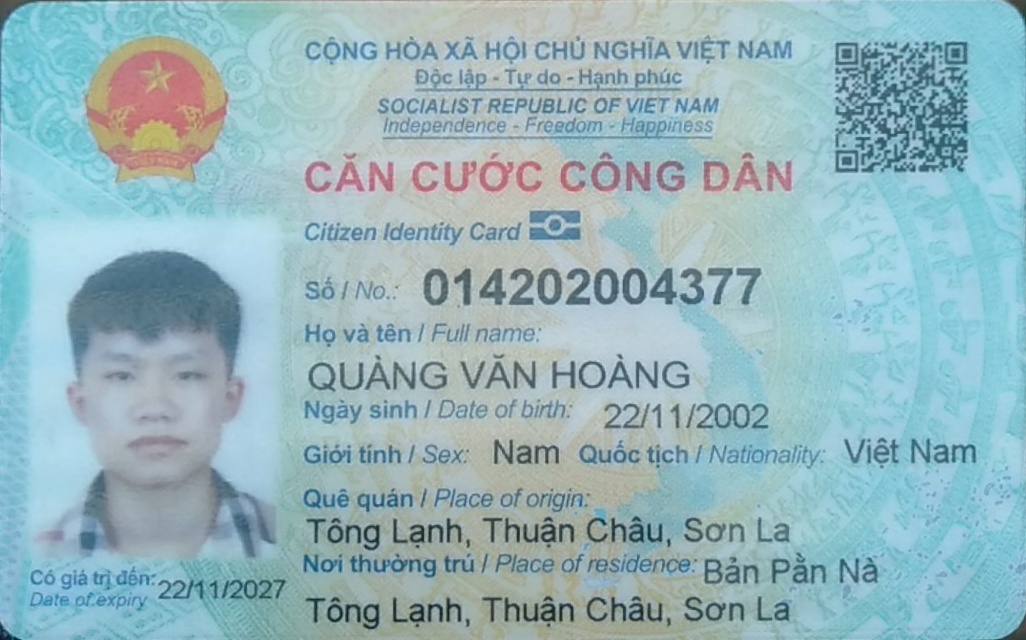 CỘNG HÒA XÃ HỘI CHỦ NGHĨA VIỆT NAM
Độc lập - Tự do - Hạnh phúc
SOCIALIST REPUBLIC OF VIET NAM
Independence - Freedom - Happiness
CĂN CƯỚC CÔNG DÂN
Citizen Identity Card
Số / No.: 014202004377
Họ và tên / Full name:
QUÀNG VĂN HOÀNG
Ngày sinh / Date of birth: 22/11/2002
Giới tính / Sex: Nam Quốc tịch / Nationality: Việt Nam
Quê quán / Place of origin:
Tông Lạnh, Thuận Châu, Sơn La
Nơi thường trú / Place of residence: Bản Pằn Nà
Tông Lạnh, Thuận Châu, Sơn La
Có giá trị đến: 22/11/2027
Date of expiry